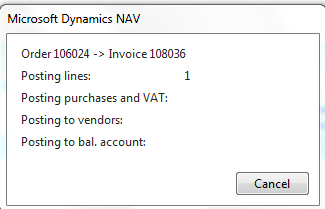 Microsoft Dynamics NAV
Order 106024 -> Invoice 108036
Posting lines: 1
Posting purchases and VAT:
Posting to vendors:
Posting to bal. account:
Cancel